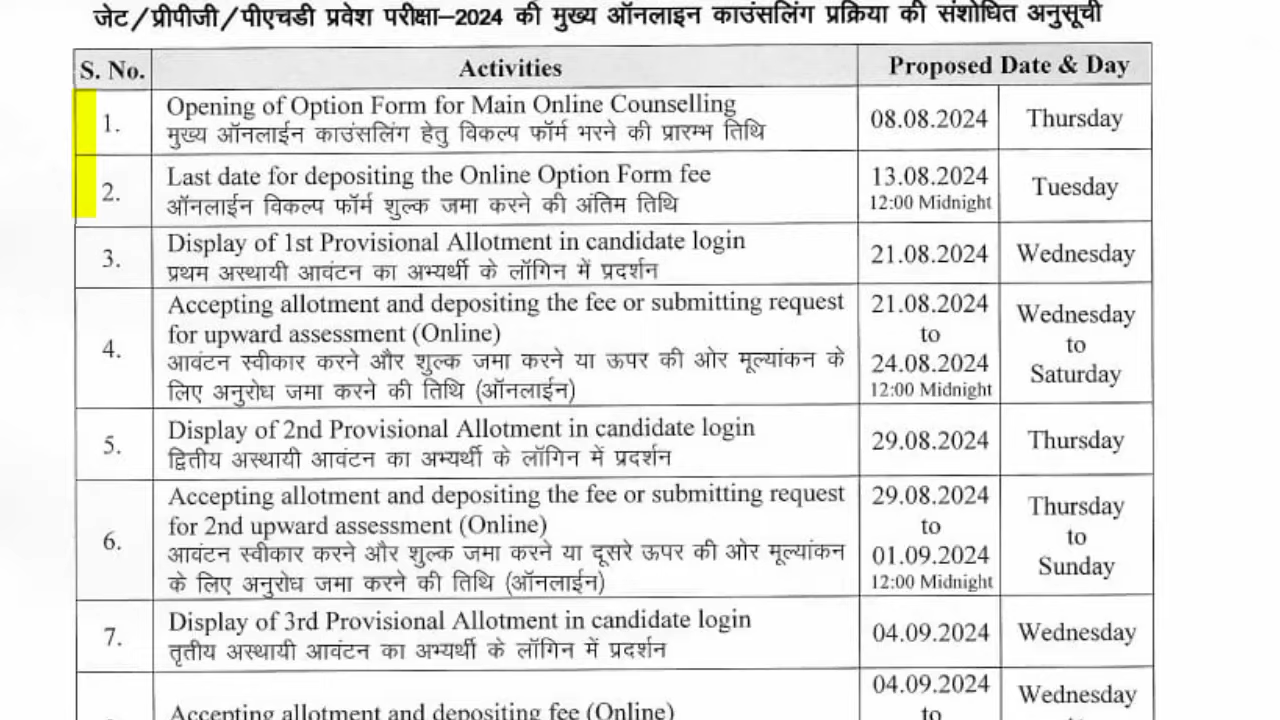 जेट/प्रीपीजी/पीएचडी प्रवेश परीक्षा–2024 की मुख्य ऑनलाइन काउंसलिंग प्रक्रिया की संशोधित अनुसूची
S. No. Activities Proposed Date & Day
1. Opening of Option Form for Main Online Counselling
मुख्य ऑनलाईन काउंसलिंग हेतु विकल्प फॉर्म भरने की प्रारम्भ तिथि
08.08.2024 Thursday
2. Last date for depositing the Online Option Form fee
ऑनलाईन विकल्प फॉर्म शुल्क जमा करने की अंतिम तिथि
13.08.2024
12:00 Midnight
Tuesday
3. Display of 1st Provisional Allotment in candidate login
प्रथम अस्थायी आवंटन का अभ्यर्थी के लॉगिन में प्रदर्शन
21.08.2024 Wednesday
4. Accepting allotment and depositing the fee or submitting request
for upward assessment (Online)
आवंटन स्वीकार करने और शुल्क जमा करने या ऊपर की ओर मूल्यांकन के
लिए अनुरोध जमा करने की तिथि (ऑनलाईन)
21.08.2024
to
24.08.2024
12:00 Midnight
Wednesday
to
Saturday
5. Display of 2nd Provisional Allotment in candidate login
द्वितीय अस्थायी आवंटन का अभ्यर्थी के लॉगिन में प्रदर्शन
29.08.2024 Thursday
6. Accepting allotment and depositing the fee or submitting request
for 2nd upward assessment (Online)
आवंटन स्वीकार करने और शुल्क जमा करने या दूसरे ऊपर की ओर मूल्यांकन
के लिए अनुरोध जमा करने की तिथि (ऑनलाईन)
29.08.2024
to
01.09.2024
12:00 Midnight
Thursday
to
Sunday
7. Display of 3rd Provisional Allotment in candidate login
तृतीय अस्थायी आवंटन का अभ्यर्थी के लॉगिन में प्रदर्शन
04.09.2024 Wednesday
Accepting allotment and depositing fee (Online)
04.09.2024
to
Wednesday